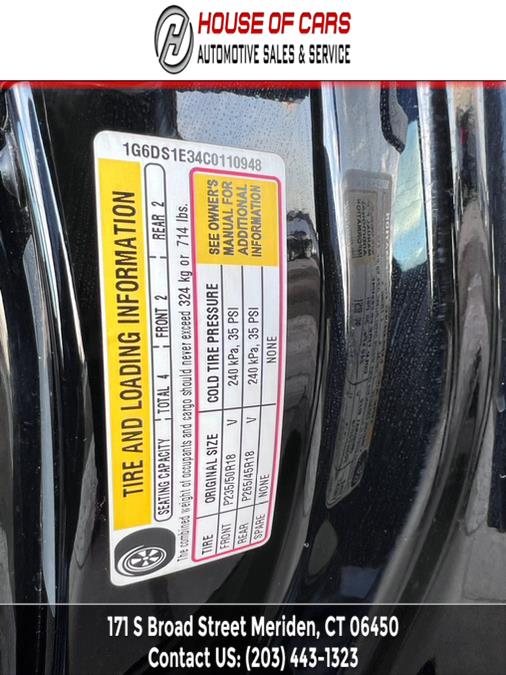 HOUSE OF CARS
AUTOMOTIVE SALES & SERVICE
1G6DS1E34C0110948
TIRE AND LOADING INFORMATION
SEATING CAPACITY TOTAL 4 FRONT 2 REAR 2
The combined weight of occupants and cargo should never exceed 324 kg or 714 lbs.
TIRE ORIGINAL SIZE COLD TIRE PRESSURE
FRONT P235/50R18 V 240 kPa, 35 PSI
REAR P265/45R18 V 240 kPa, 35 PSI
SPARE NONE NONE
SEE OWNER'S
MANUAL FOR
ADDITIONAL
INFORMATION
171 S Broad Street Meriden, CT 06450
Contact US: (203) 443-1323